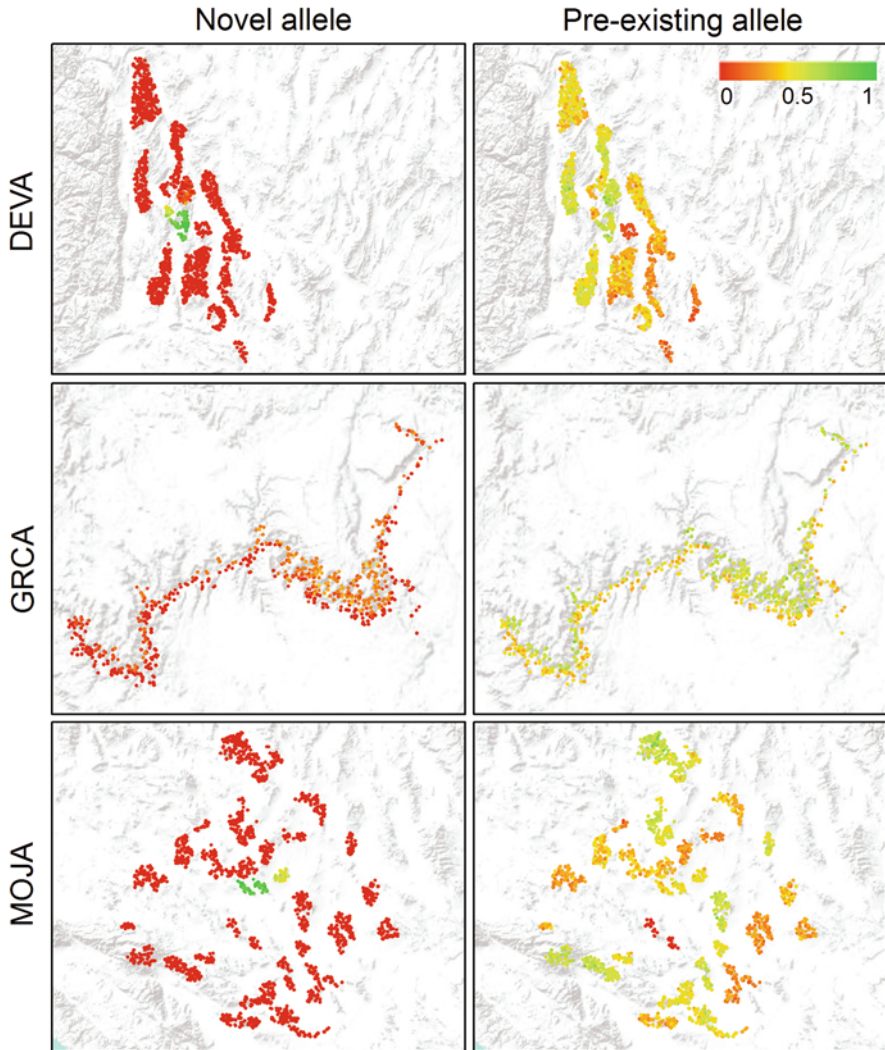 Novel allele
Pre-existing allele
0 0.5 1
DEVA
GRCA
MOJA